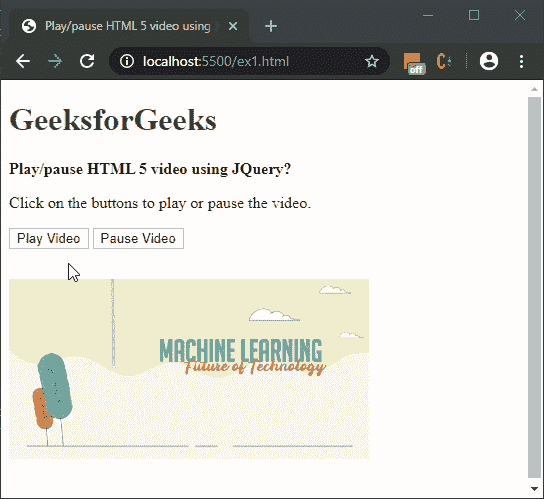 Play/pause HTML 5 video using
localhost:5500/ex1.html
off
GeeksforGeeks
Play/pause HTML 5 video using JQuery?
Click on the buttons to play or pause the video.
Play Video Pause Video
MACHINE LEARNING
Future of Technology